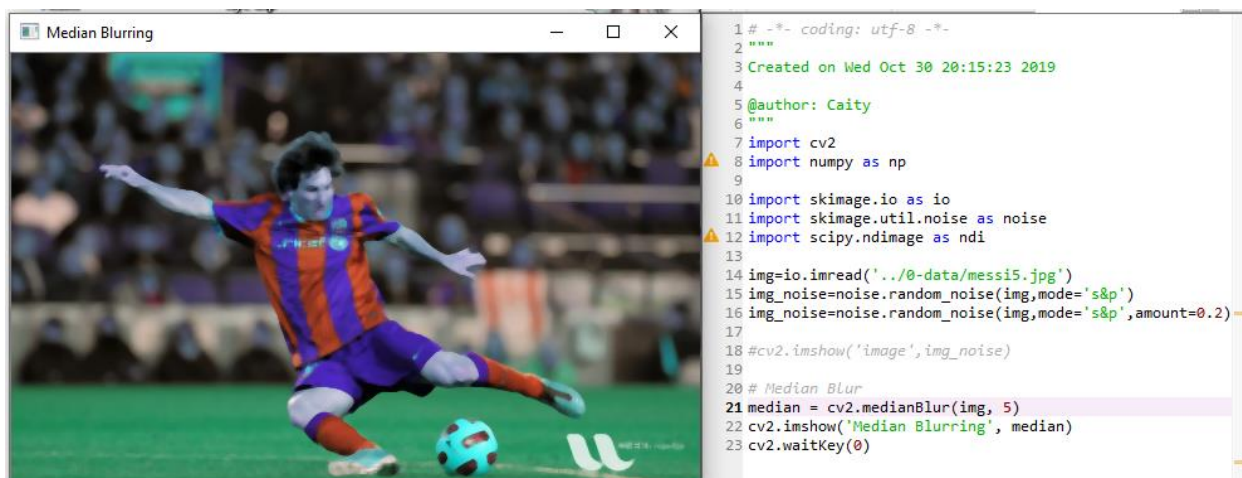 Median Blurring
1 # -*- coding: utf-8 -*-
2 """
3 Created on Wed Oct 30 20:15:23 2019
4
5 @author: Caity
6 """
7 import cv2
8 import numpy as np
9
10 import skimage.io as io
11 import skimage.util.noise as noise
12 import scipy.ndimage as ndi
13
14 img=io.imread('../0-data/messi5.jpg')
15 img_noise=noise.random_noise(img,mode='s&p')
16 img_noise=noise.random_noise(img,mode='s&p',amount=0.2)
17
18 #cv2.imshow('image',img_noise)
19
20 # Median Blur
21 median = cv2.medianBlur(img, 5)
22 cv2.imshow('Median Blurring', median)
23 cv2.waitKey(0)